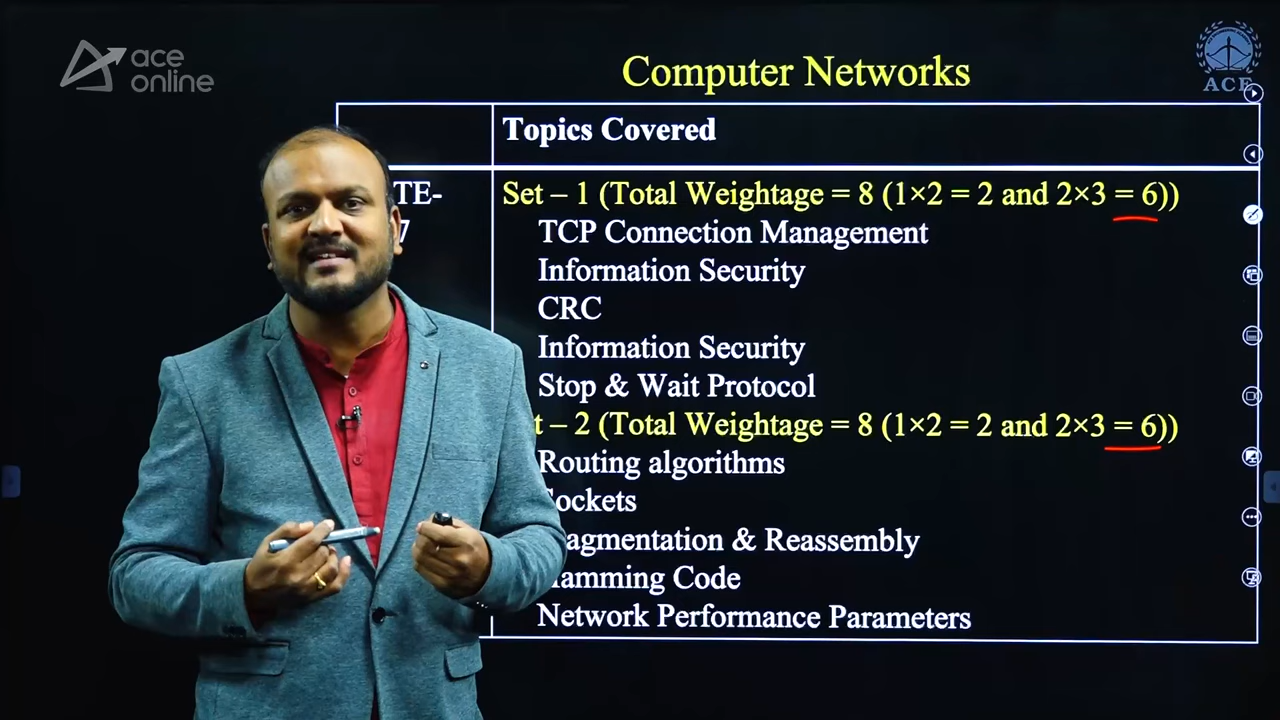 ace
online
ACE
Computer Networks
Topics Covered
TE-
7
Set – 1 (Total Weightage = 8 (1×2 = 2 and 2×3 = 6))
TCP Connection Management
Information Security
CRC
Information Security
Stop & Wait Protocol
t – 2 (Total Weightage = 8 (1×2 = 2 and 2×3 = 6))
Routing algorithms
ockets
agmentation & Reassembly
amming Code
Network Performance Parameters